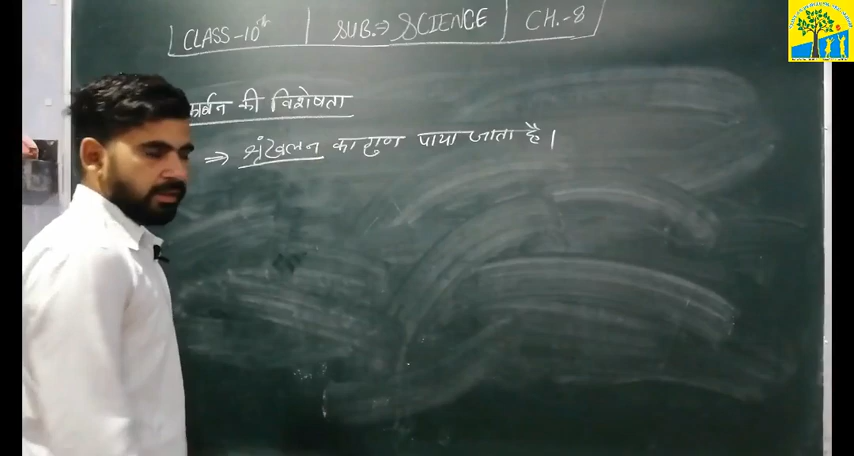 CLASS-10th | SUB.⇒ SCIENCE | CH.-8
कार्बन की विशेषता
⇒ श्रृंखलन का गुण पाया जाता है।